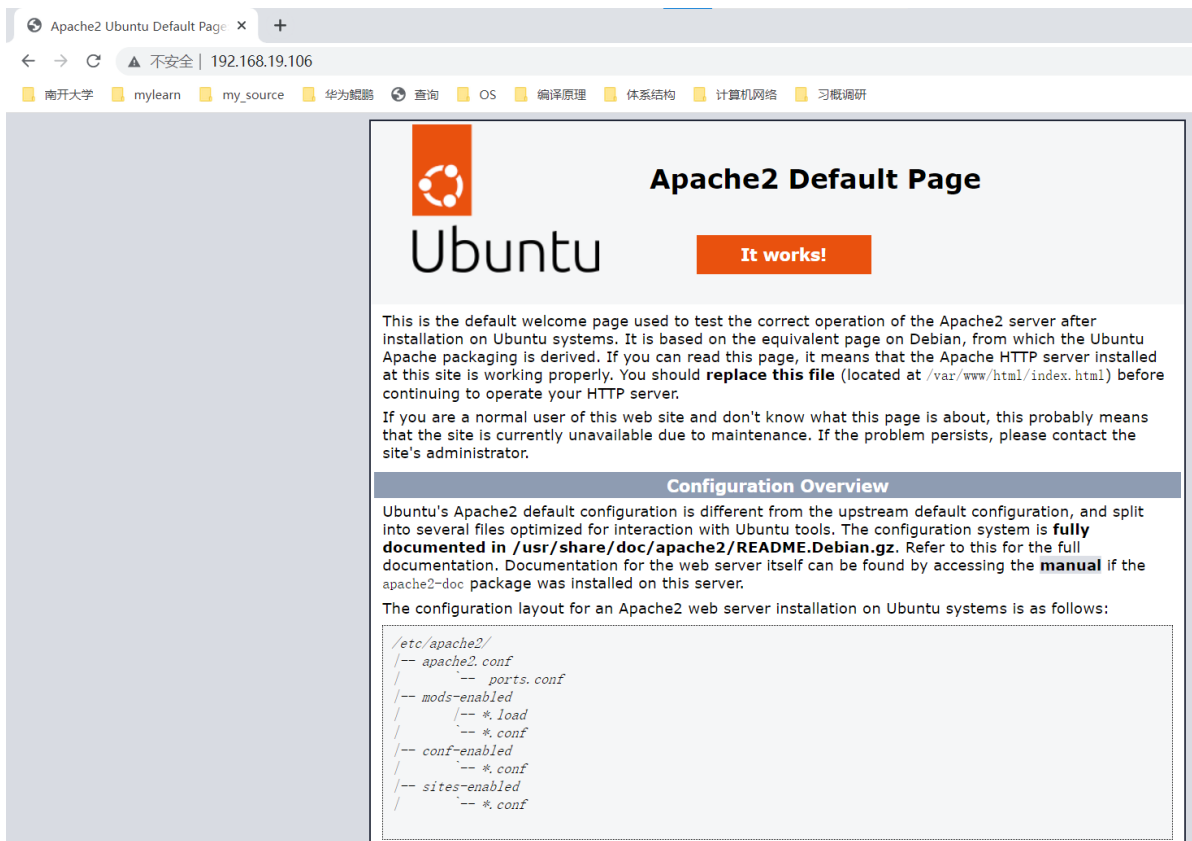 Apache2 Ubuntu Default Page
不安全 | 192.168.19.106
南开大学 mylearn my_source 华为鲲鹏 查询 OS 编译原理 体系结构 计算机网络 习概调研
Apache2 Default Page
Ubuntu
It works!
This is the default welcome page used to test the correct operation of the Apache2 server after
installation on Ubuntu systems. It is based on the equivalent page on Debian, from which the Ubuntu
Apache packaging is derived. If you can read this page, it means that the Apache HTTP server installed
at this site is working properly. You should replace this file (located at /var/www/html/index.html) before
continuing to operate your HTTP server.
If you are a normal user of this web site and don't know what this page is about, this probably means
that the site is currently unavailable due to maintenance. If the problem persists, please contact the
site's administrator.
Configuration Overview
Ubuntu's Apache2 default configuration is different from the upstream default configuration, and split
into several files optimized for interaction with Ubuntu tools. The configuration system is fully
documented in /usr/share/doc/apache2/README.Debian.gz. Refer to this for the full
documentation. Documentation for the web server itself can be found by accessing the manual if the
apache2-doc package was installed on this server.
The configuration layout for an Apache2 web server installation on Ubuntu systems is as follows:
/etc/apache2/
|-- apache2.conf
|       `--  ports.conf
|-- mods-enabled
|       |-- *.load
|       `-- *.conf
|-- conf-enabled
|       `-- *.conf
|-- sites-enabled
|       `-- *.conf